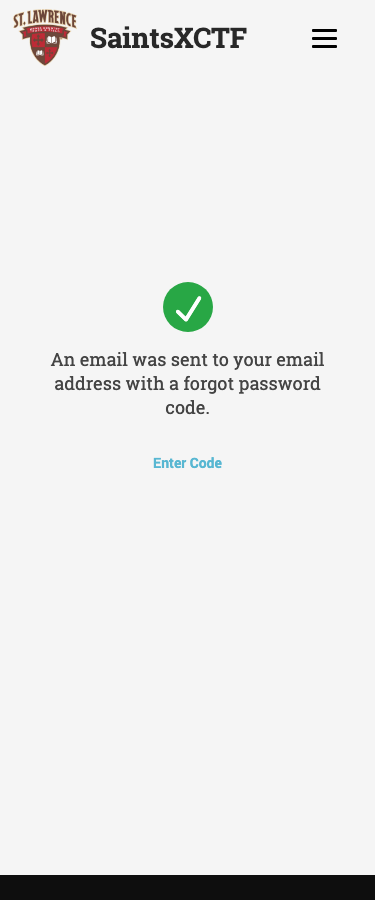 ST. LAWRENCE
SaintsXCTF
An email was sent to your email
address with a forgot password
code.
Enter Code